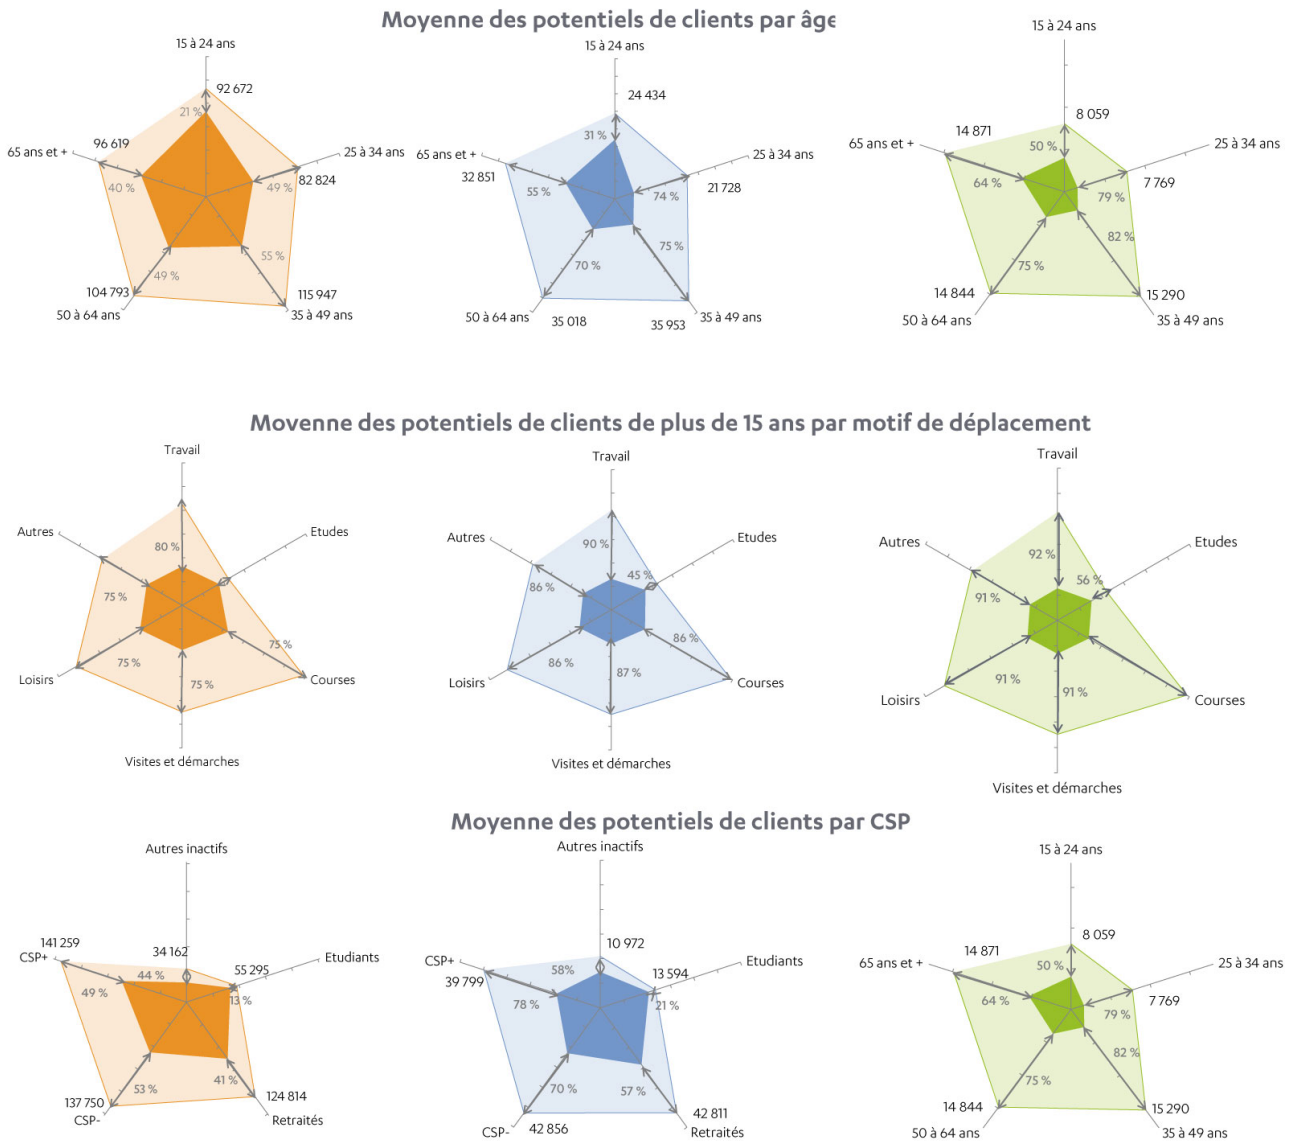 Moyenne des potentiels de clients par âge
15 à 24 ans
92 672
21 %
96 619
65 ans et +
40 %
25 à 34 ans
49 %
82 824
55 %
49 %
104 793
115 947
50 à 64 ans
35 à 49 ans
15 à 24 ans
24 434
31 %
65 ans et +
32 851
55 %
25 à 34 ans
74 %
21 728
75 %
70 %
50 à 64 ans
35 018
35 953
35 à 49 ans
15 à 24 ans
8 059
14 871
50 %
65 ans et +
64 %
25 à 34 ans
7 769
79 %
82 %
75 %
14 844
15 290
50 à 64 ans
35 à 49 ans
Movenne des potentiels de clients de plus de 15 ans par motif de déplacement
Travail
Autres
Etudes
80 %
75 %
75 %
75 %
75 %
Loisirs
Courses
Visites et démarches
Travail
Autres
Etudes
90 %
45 %
86 %
86 %
86 %
87 %
Loisirs
Courses
Visites et démarches
Travail
Autres
Etudes
92 %
56 %
91 %
91 %
91 %
Loisirs
Courses
Visites et démarches
Moyenne des potentiels de clients par CSP
Autres inactifs
141 259
CSP+
34 162
Etudiants
55 295
44 %
49 %
13 %
53 %
41 %
137 750
CSP-
124 814
Retraités
Autres inactifs
10 972
CSP+
39 799
58%
Etudiants
13 594
78 %
21 %
70 %
57 %
CSP-
42 856
42 811
Retraités
15 à 24 ans
8 059
14 871
65 ans et +
50 %
25 à 34 ans
64 %
7 769
79 %
82 %
75 %
14 844
15 290
50 à 64 ans
35 à 49 ans